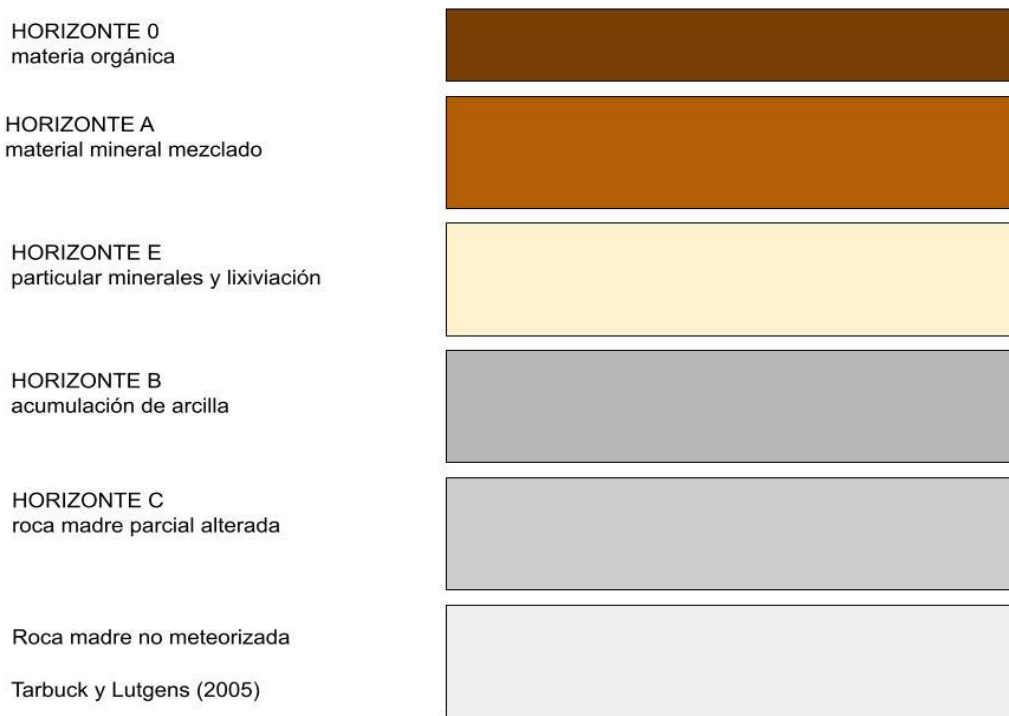 HORIZONTE 0
materia orgánica
HORIZONTE A
material mineral mezclado
HORIZONTE E
particular minerales y lixiviación
HORIZONTE B
acumulación de arcilla
HORIZONTE C
roca madre parcial alterada
Roca madre no meteorizada
Tarbuck y Lutgens (2005)